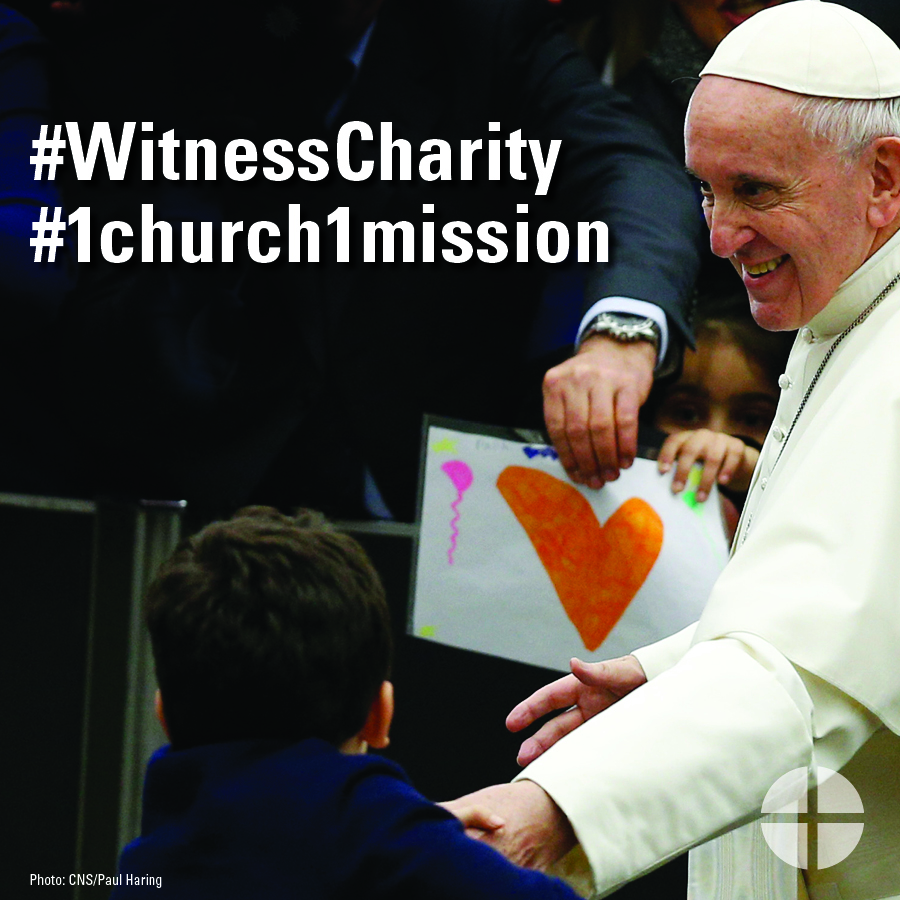 #WitnessCharity
#1church1mission
Photo: CNS/Paul Haring